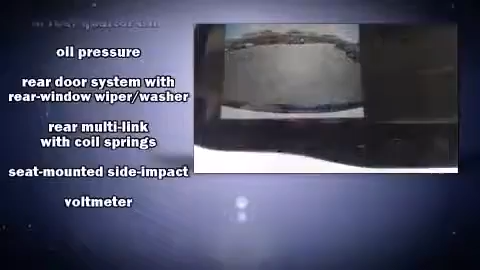 oil pressure
rear door system with
rear-window wiper/washer
rear multi-link
with coil springs
seat-mounted side-impact
voltmeter